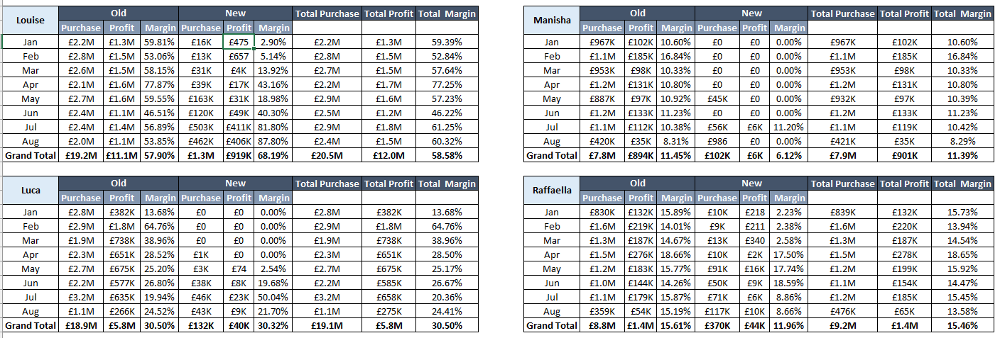 Louise Old New Total Purchase Total Profit Total Margin
Purchase Profit Margin Purchase Profit Margin
Jan £2.2M £1.3M 59.81% £16K £475 2.90% £2.2M £1.3M 59.39%
Feb £2.8M £1.5M 53.06% £13K £657 5.14% £2.8M £1.5M 52.84%
Mar £2.6M £1.5M 58.15% £31K £4K 13.92% £2.7M £1.5M 57.64%
Apr £2.1M £1.6M 77.87% £39K £17K 43.16% £2.2M £1.7M 77.25%
May £2.7M £1.6M 59.55% £163K £31K 18.98% £2.9M £1.6M 57.23%
Jun £2.4M £1.1M 46.51% £120K £49K 40.30% £2.5M £1.2M 46.22%
Jul £2.4M £1.4M 56.89% £503K £411K 81.80% £2.9M £1.8M 61.25%
Aug £2.0M £1.1M 53.85% £462K £406K 87.80% £2.4M £1.5M 60.32%
Grand Total £19.2M £11.1M 57.90% £1.3M £919K 68.19% £20.5M £12.0M 58.58%
Manisha Old New Total Purchase Total Profit Total Margin
Purchase Profit Margin Purchase Profit Margin
Jan £967K £102K 10.60% £0 £0 0.00% £967K £102K 10.60%
Feb £1.1M £185K 16.84% £0 £0 0.00% £1.1M £185K 16.84%
Mar £953K £98K 10.33% £0 £0 0.00% £953K £98K 10.33%
Apr £1.2M £131K 10.80% £0 £0 0.00% £1.2M £131K 10.80%
May £887K £97K 10.92% £45K £0 0.00% £932K £97K 10.39%
Jun £1.2M £133K 11.23% £0 £0 0.00% £1.2M £133K 11.23%
Jul £1.1M £112K 10.38% £56K £6K 11.20% £1.1M £119K 10.42%
Aug £420K £35K 8.31% £986 £0 0.00% £421K £35K 8.29%
Grand Total £7.8M £894K 11.45% £102K £6K 6.12% £7.9M £901K 11.39%
Luca Old New Total Purchase Total Profit Total Margin
Purchase Profit Margin Purchase Profit Margin
Jan £2.8M £382K 13.68% £0 £0 0.00% £2.8M £382K 13.68%
Feb £2.9M £1.8M 64.76% £0 £0 0.00% £2.9M £1.8M 64.76%
Mar £1.9M £738K 38.96% £0 £0 0.00% £1.9M £738K 38.96%
Apr £2.3M £651K 28.52% £1K £0 0.00% £2.3M £651K 28.50%
May £2.7M £675K 25.20% £3K £74 2.54% £2.7M £675K 25.17%
Jun £2.2M £577K 26.80% £38K £8K 19.68% £2.2M £585K 26.67%
Jul £3.2M £635K 19.94% £46K £23K 50.04% £3.2M £658K 20.36%
Aug £1.1M £266K 24.52% £43K £9K 21.70% £1.1M £275K 24.41%
Grand Total £18.9M £5.8M 30.50% £132K £40K 30.32% £19.1M £5.8M 30.50%
Raffaella Old New Total Purchase Total Profit Total Margin
Purchase Profit Margin Purchase Profit Margin
Jan £830K £132K 15.89% £10K £218 2.23% £839K £132K 15.73%
Feb £1.6M £219K 14.01% £9K £211 2.38% £1.6M £220K 13.94%
Mar £1.3M £187K 14.67% £13K £340 2.58% £1.3M £187K 14.54%
Apr £1.5M £276K 18.66% £10K £2K 17.50% £1.5M £278K 18.65%
May £1.2M £183K 15.77% £91K £16K 17.74% £1.2M £199K 15.92%
Jun £1.0M £144K 14.26% £50K £9K 18.59% £1.1M £154K 14.47%
Jul £1.1M £179K 15.87% £71K £6K 8.86% £1.2M £185K 15.45%
Aug £359K £54K 15.19% £117K £10K 8.66% £476K £65K 13.58%
Grand Total £8.8M £1.4M 15.61% £370K £44K 11.96% £9.2M £1.4M 15.46%